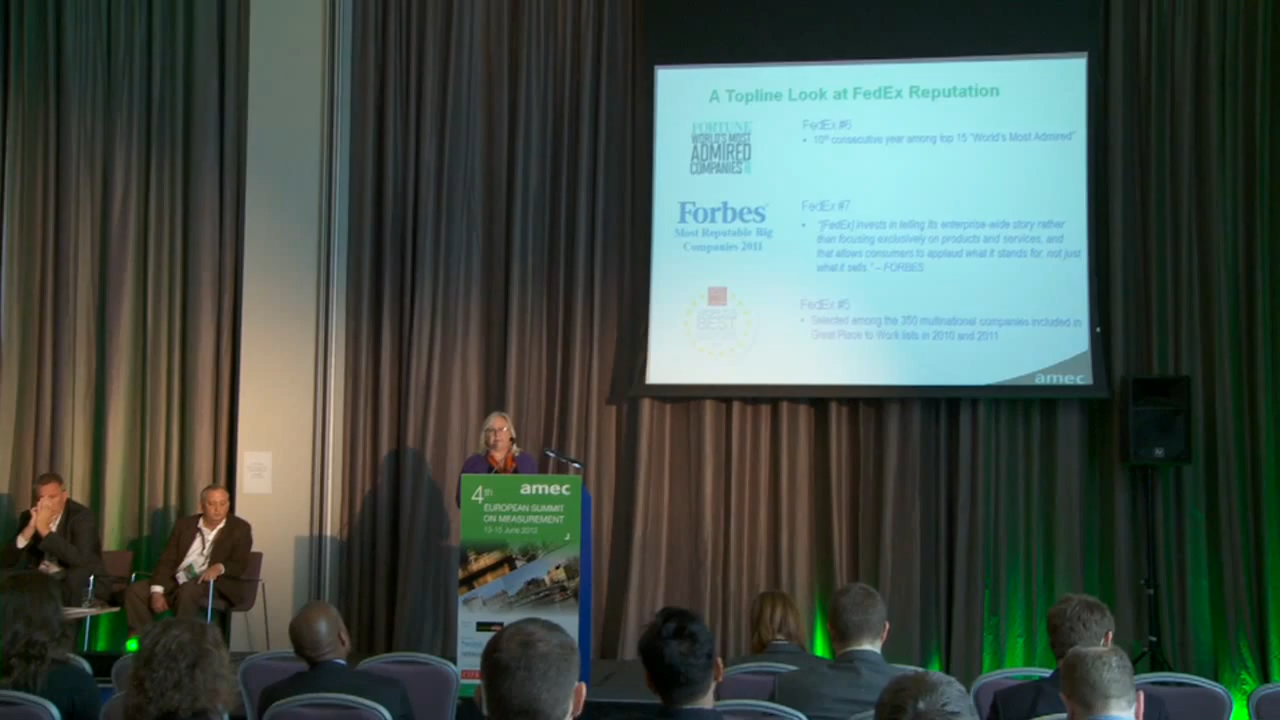 A Topline Look at FedEx Reputation
FORTUNE
WORLD'S MOST
ADMIRED
COMPANIES
FedEx #6
• 10th consecutive year among top 15 "World's Most Admired"
Forbes
Most Reputable Big
Companies 2011
FedEx #7
• "[FedEx] invests in telling its enterprise-wide story rather
than focusing exclusively on products and services, and
that allows consumers to applaud what it stands for, not just
what it sells." – FORBES
BEST
FedEx #5
• Selected among the 350 multinational companies included in
Great Place to Work lists in 2010 and 2011
amec
4th
amec
EUROPEAN SUMMIT
ON MEASUREMENT
13-15 June 2012